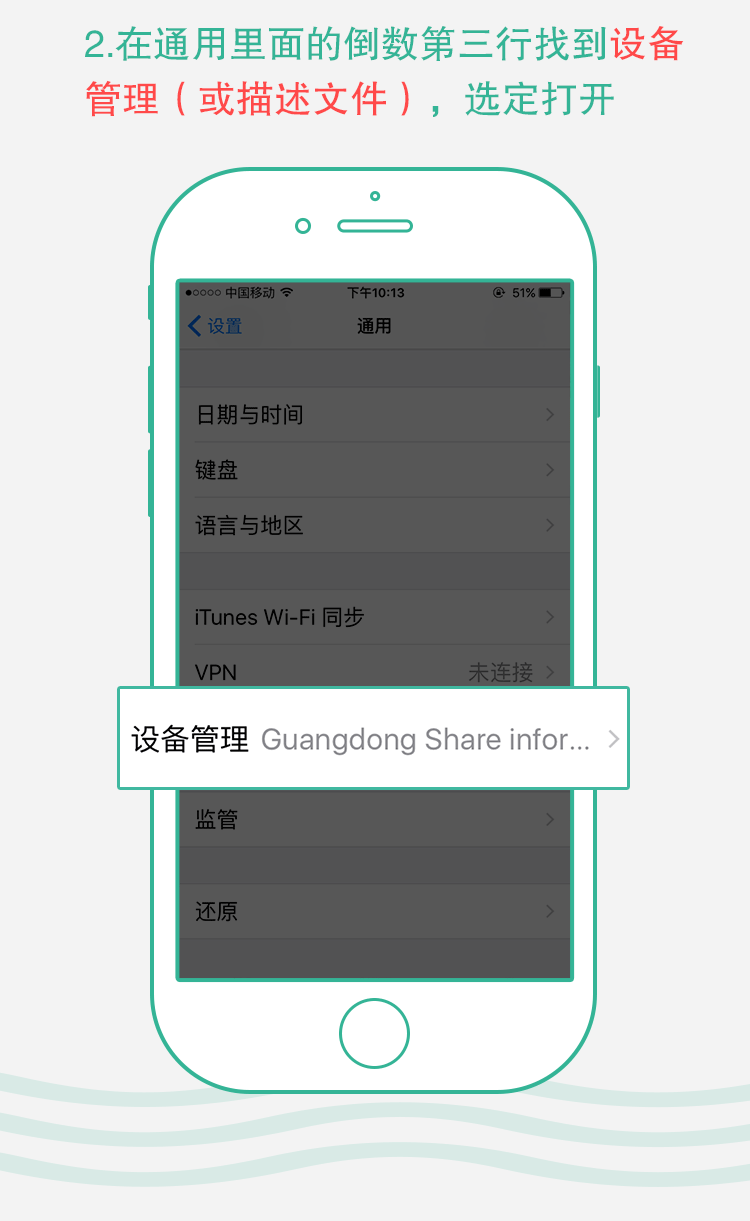 2.在通用里面的倒数第三行找到设备
管理（或描述文件），选定打开
中国移动 下午10:13 51%
设置 通用
日期与时间
键盘
语言与地区
iTunes Wi-Fi 同步
VPN 未连接
设备管理 Guangdong Share infor...
监管
还原